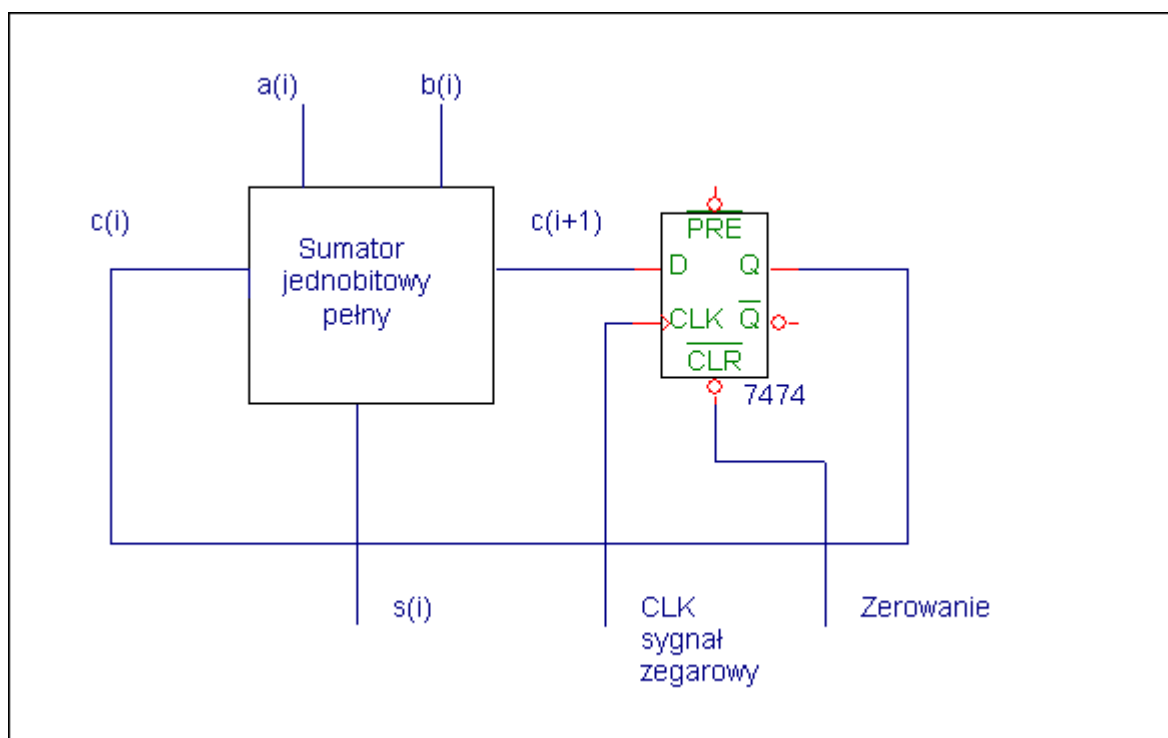 a(i)
b(i)
c(i)
Sumator
jednobitowy
pełny
c(i+1)
PRE
D
Q
CLK
Q
CLR
7474
s(i)
CLK
sygnał
zegarowy
Zerowanie